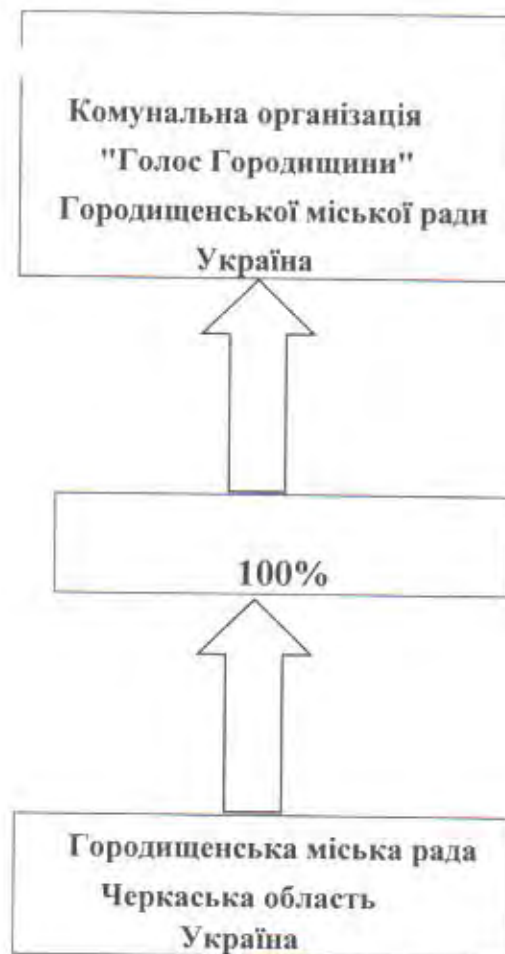 Комунальна організація
"Голос Городищини"
Городищенської міської ради
Україна
100%
Городищенська міська рада
Черкаська область
Україна